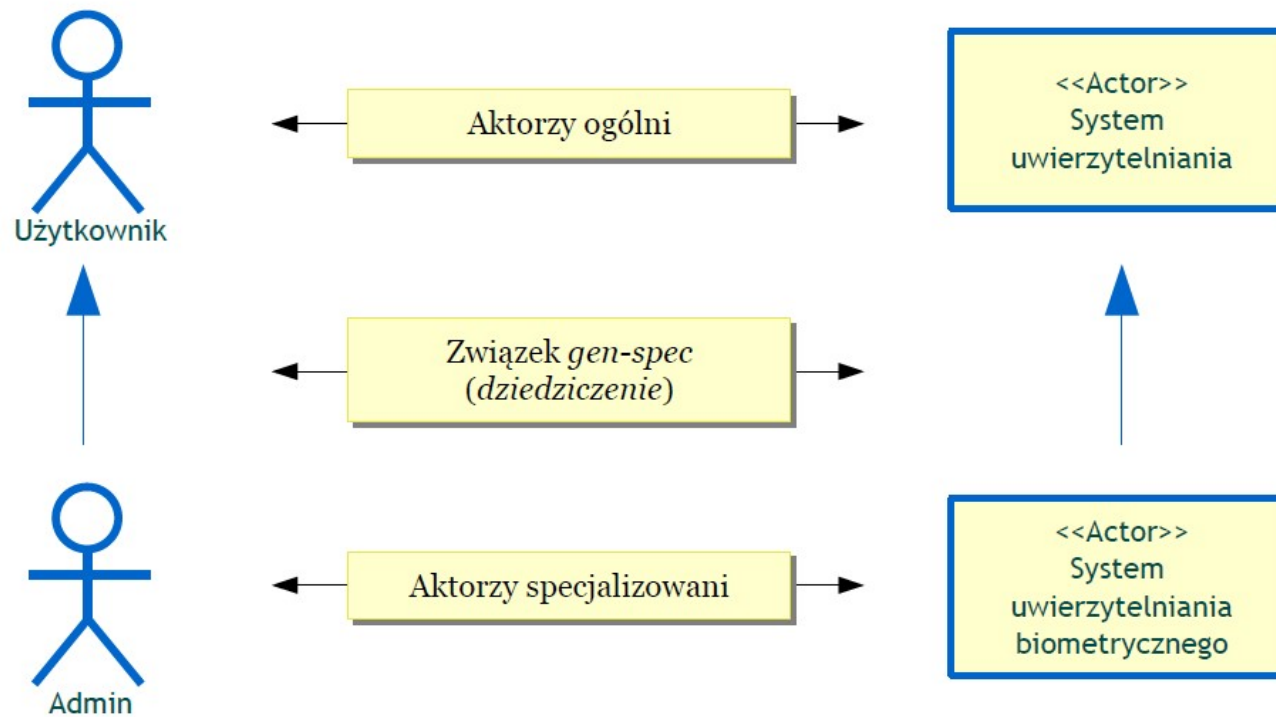 Użytkownik
Aktorzy ogólni
<<Actor>>
System
uwierzytelniania
Związek gen-spec
(dziedziczenie)
Admin
Aktorzy specjalizowani
<<Actor>>
System
uwierzytelniania
biometrycznego